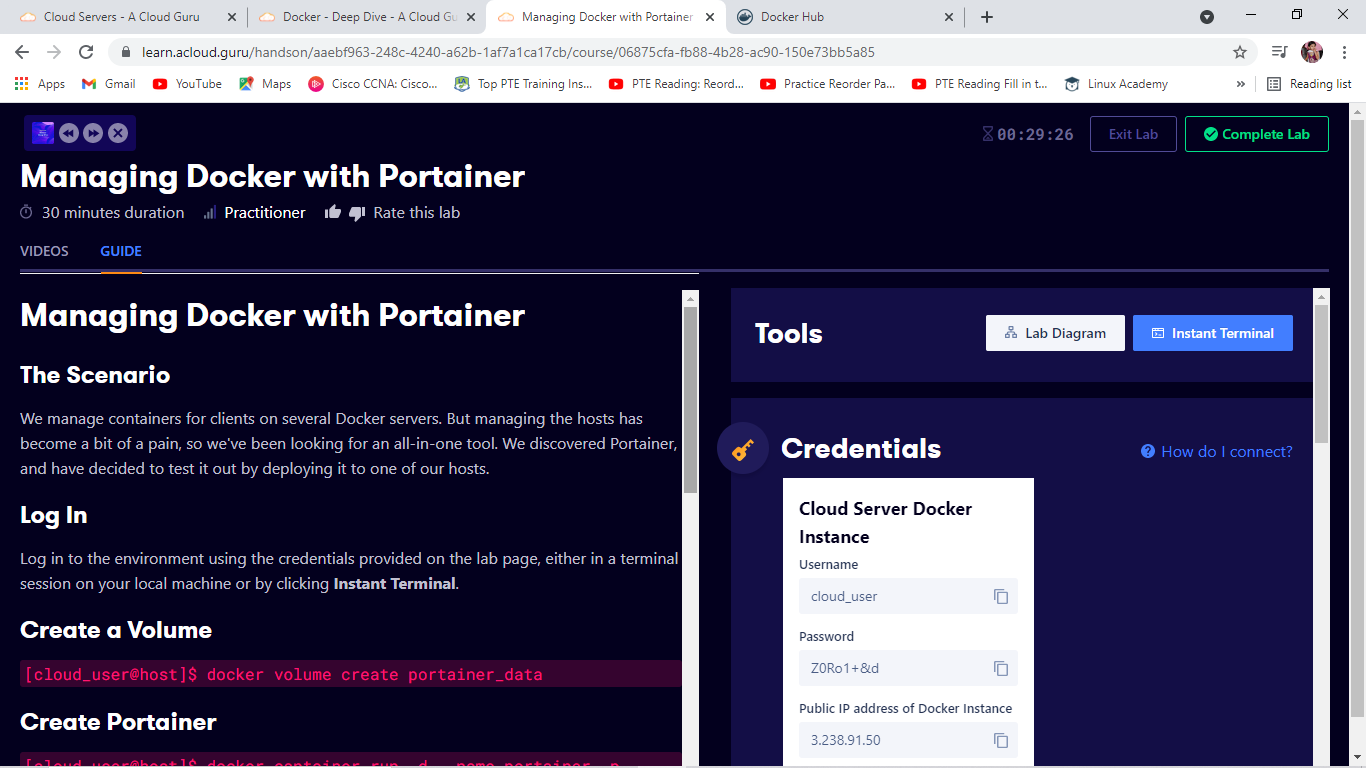 Cloud Servers - A Cloud Guru
Docker - Deep Dive - A Cloud Gu
Managing Docker with Portainer
Docker Hub
learn.acloud.guru/handson/aaebf963-248c-4240-a62b-1af7a1ca17cb/course/06875cfa-fb88-4b28-ac90-150e73bb5a85
Apps
Gmail
YouTube
Maps
Cisco CCNA: Cisco...
Top PTE Training Ins...
PTE Reading: Reord...
Practice Reorder Pa...
PTE Reading Fill in t...
Linux Academy
»
Reading list
00:29:26
Exit Lab
Complete Lab
Managing Docker with Portainer
30 minutes duration
Practitioner
Rate this lab
VIDEOS
GUIDE
Managing Docker with Portainer
The Scenario
We manage containers for clients on several Docker servers. But managing the hosts has
become a bit of a pain, so we've been looking for an all-in-one tool. We discovered Portainer,
and have decided to test it out by deploying it to one of our hosts.
Log In
Log in to the environment using the credentials provided on the lab page, either in a terminal
session on your local machine or by clicking Instant Terminal.
Create a Volume
[cloud_user@host]$ docker volume create portainer_data
Create Portainer
[cloud_user@host]$ docker container run -d --name portainer -p
Tools
Lab Diagram
Instant Terminal
Credentials
How do I connect?
Cloud Server Docker
Instance
Username
cloud_user
Password
Z0Ro1+&d
Public IP address of Docker Instance
3.238.91.50